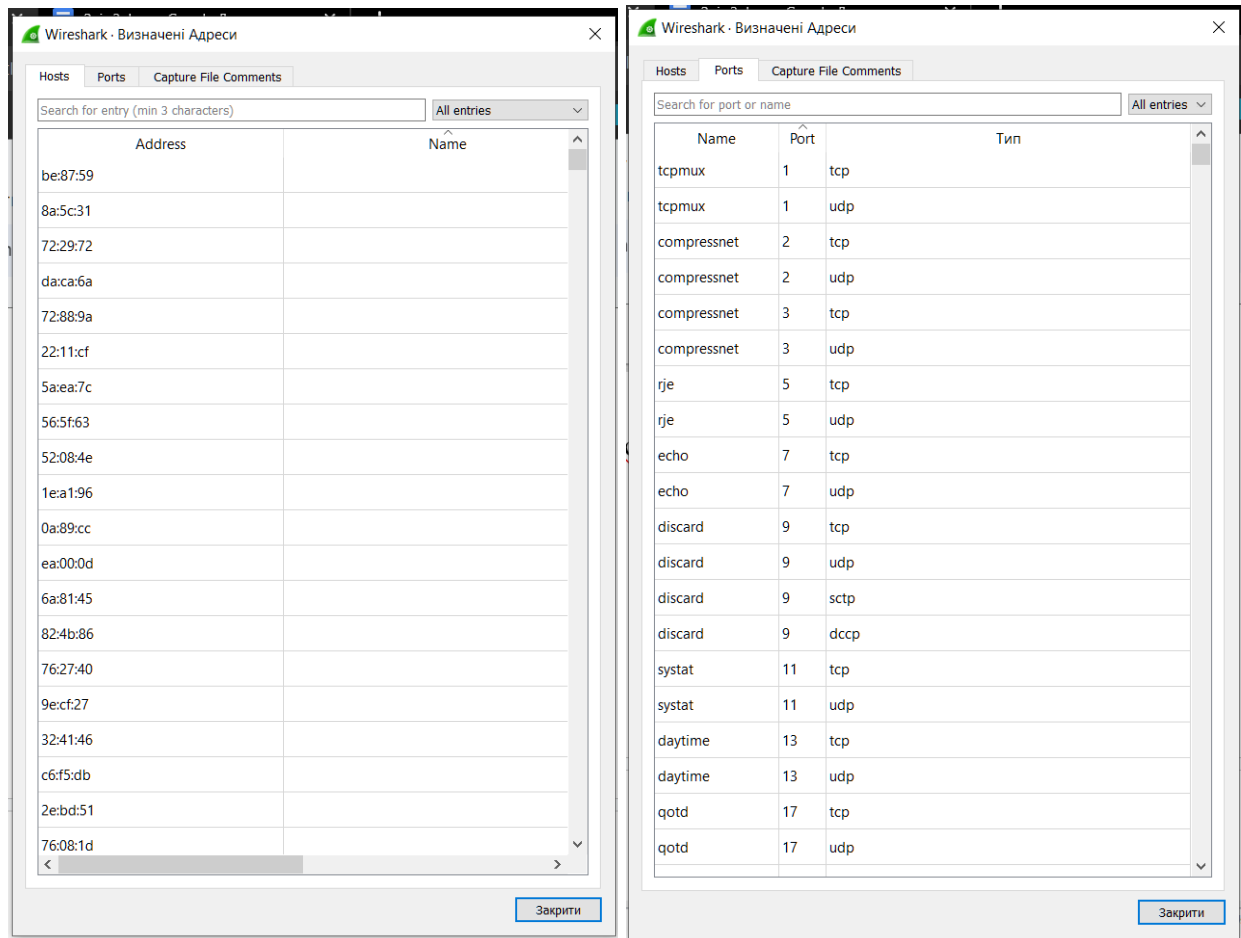 Wireshark · Визначені Адреси
Hosts Ports Capture File Comments
Search for entry (min 3 characters) All entries
Address Name
be:87:59
8a:5c:31
72:29:72
da:ca:6a
72:88:9a
22:11:cf
5a:ea:7c
56:5f:63
52:08:4e
1e:a1:96
0a:89:cc
ea:00:0d
6a:81:45
82:4b:86
76:27:40
9e:cf:27
32:41:46
c6:f5:db
2e:bd:51
76:08:1d
Закрити
Wireshark · Визначені Адреси
Hosts Ports Capture File Comments
Search for port or name All entries
Name Port Тип
tcpmux 1 tcp
tcpmux 1 udp
compressnet 2 tcp
compressnet 2 udp
compressnet 3 tcp
compressnet 3 udp
rje 5 tcp
rje 5 udp
echo 7 tcp
echo 7 udp
discard 9 tcp
discard 9 udp
discard 9 sctp
discard 9 dccp
systat 11 tcp
systat 11 udp
daytime 13 tcp
daytime 13 udp
qotd 17 tcp
qotd 17 udp
Закрити